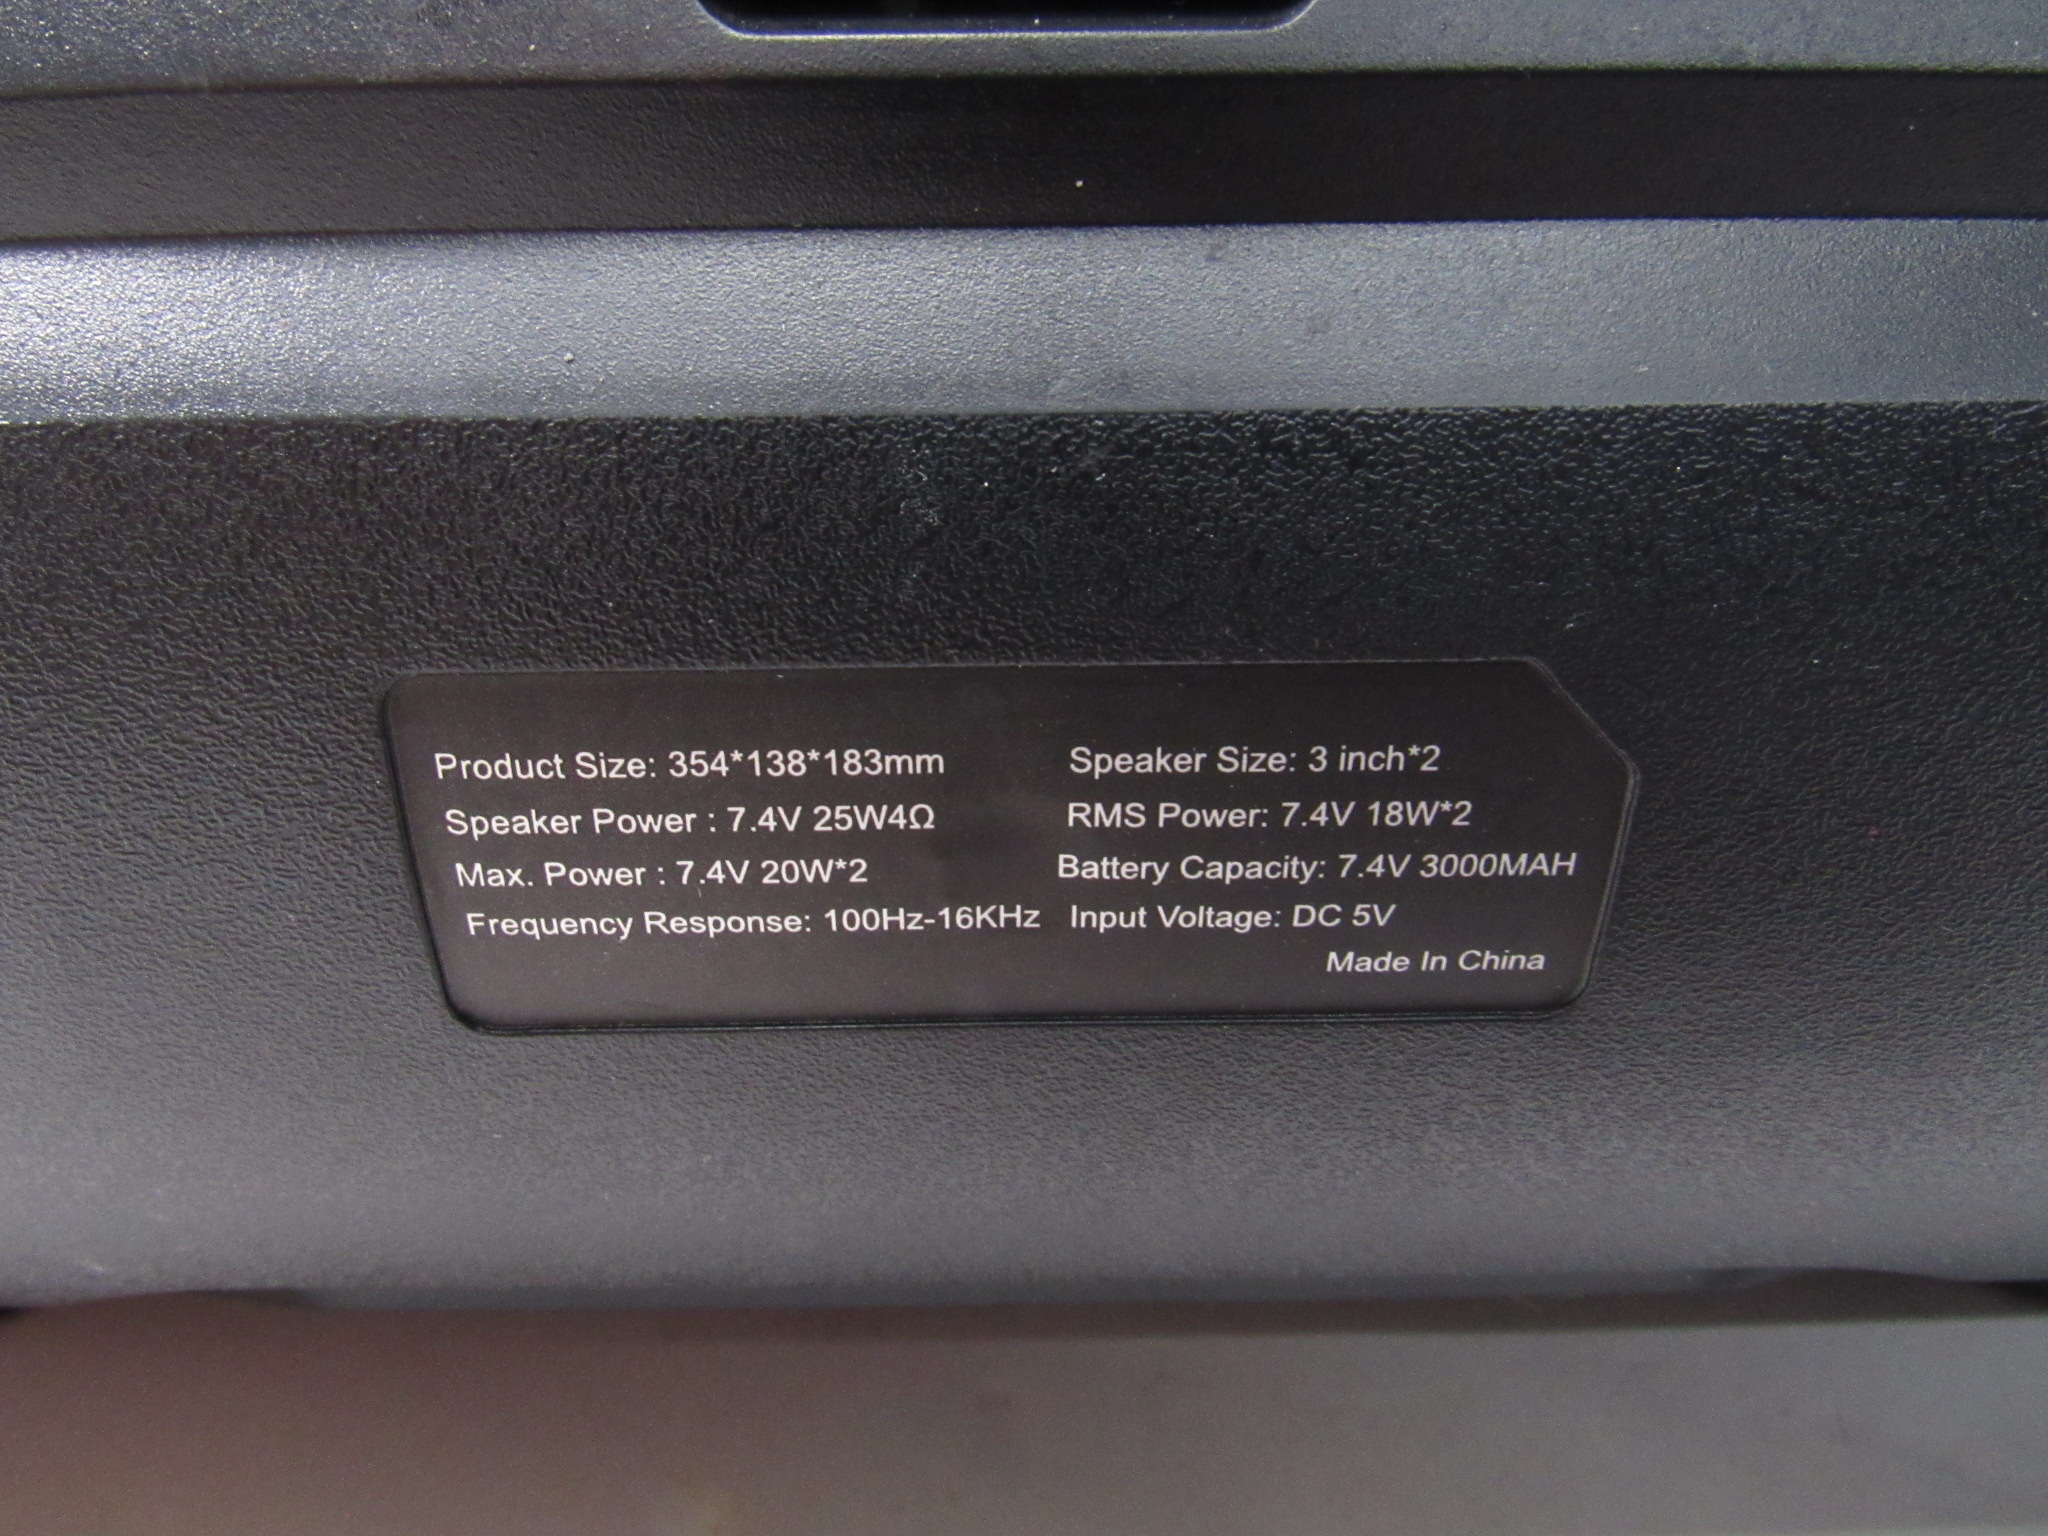 Product Size: 354*138*183mm
Speaker Power : 7.4V 25W4Ω
Max. Power : 7.4V 20W*2
Frequency Response: 100Hz-16KHz
Speaker Size: 3 inch*2
RMS Power: 7.4V 18W*2
Battery Capacity: 7.4V 3000MAH
Input Voltage: DC 5V
Made In China